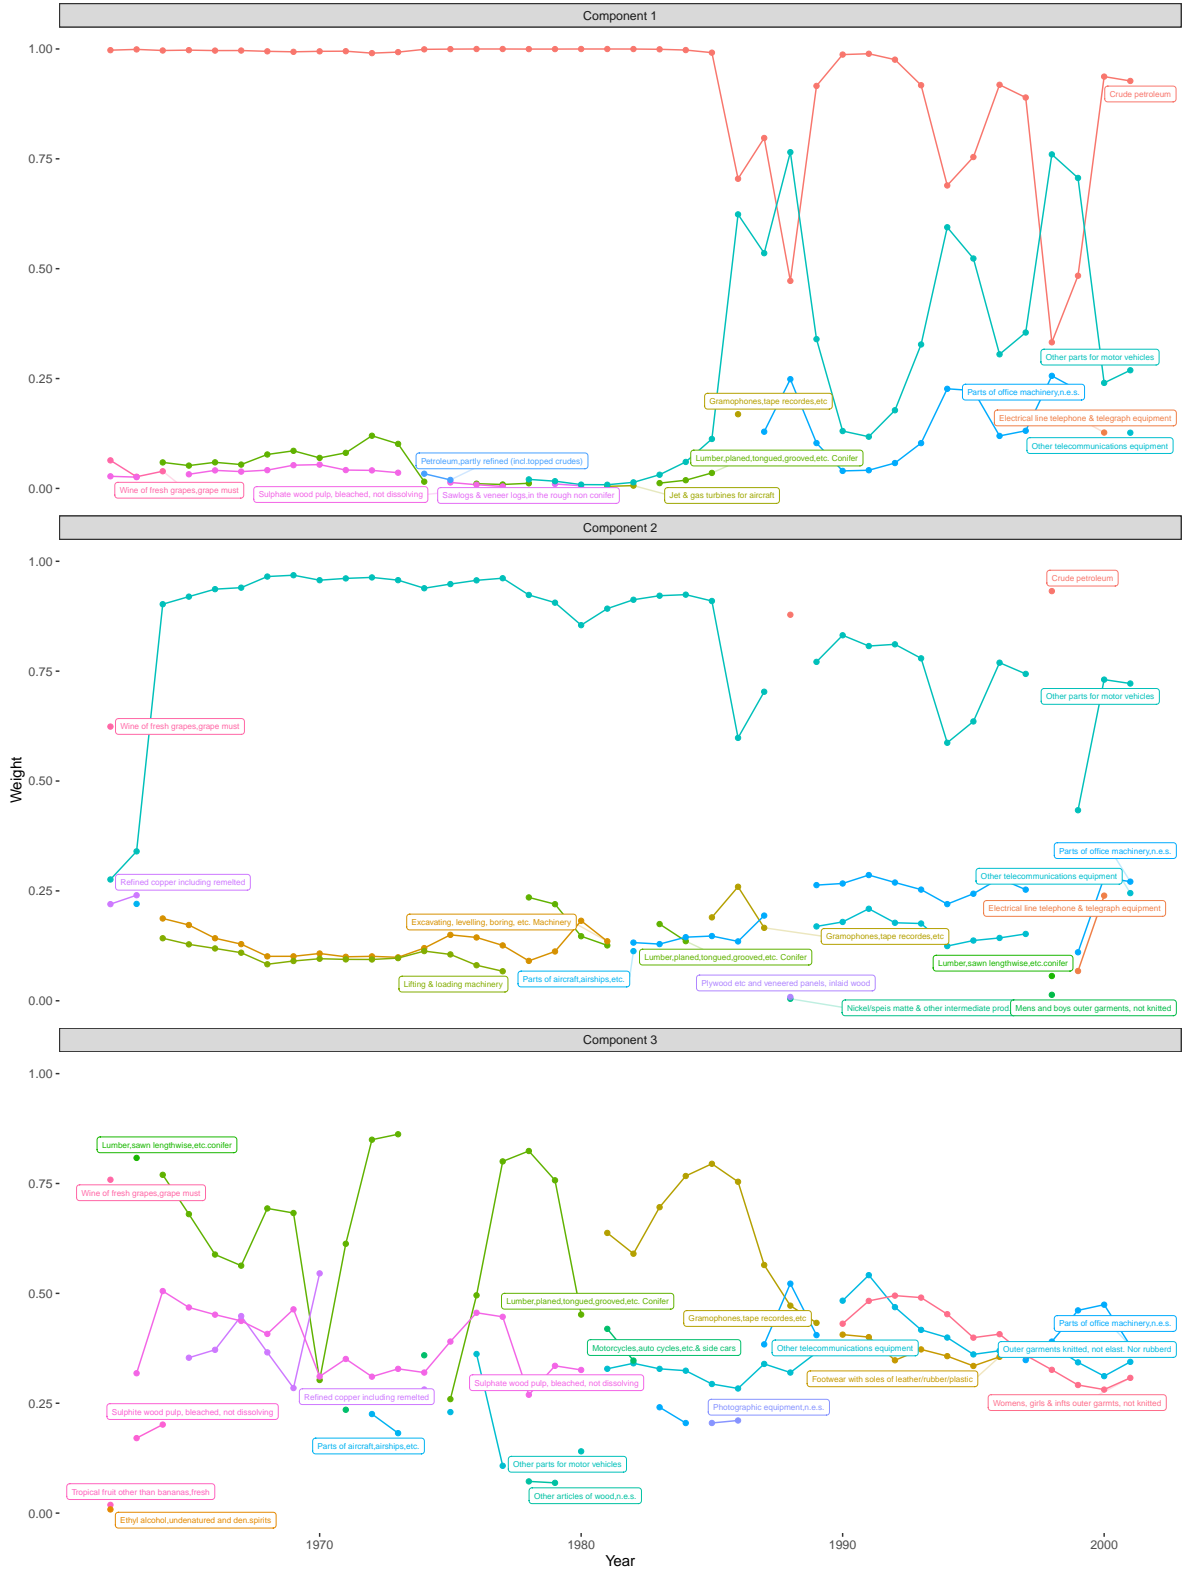 Component 1
1.00
Crude petroleum
0.75
0.50
Other parts for motor vehicles
0.25
Parts of office machinery,n.e.s.
Gramophones,tape recordes,etc
Electrical line telephone & telegraph equipment
Other telecommunications equipment
Lumber,planed,tongued,grooved,etc. Conifer
Petroleum,partly refined (incl.topped crudes)
Wine of fresh grapes,grape must
Sulphate wood pulp, bleached, not dissolving
Sawlogs & veneer logs,in the rough non conifer
Jet & gas turbines for aircraft
0.00
Component 2
1.00
Crude petroleum
0.75
Other parts for motor vehicles
Wine of fresh grapes,grape must
Weight
0.50
Parts of office machinery,n.e.s.
Other telecommunications equipment
Refined copper including remelted
0.25
Electrical line telephone & telegraph equipment
Excavating, levelling, boring, etc. Machinery
Gramophones,tape recordes,etc
Lumber,planed,tongued,grooved,etc. Conifer
Lumber,sawn lengthwise,etc.conifer
Lifting & loading machinery
Parts of aircraft,airships,etc.
Plywood etc and veneered panels, inlaid wood
0.00
Nickel/speis matte & other intermediate prod
Mens and boys outer garments, not knitted
Component 3
1.00
Lumber,sawn lengthwise,etc.conifer
0.75
Wine of fresh grapes,grape must
0.50
Lumber,planed,tongued,grooved,etc. Conifer
Gramophones,tape recordes,etc
Parts of office machinery,n.e.s.
Motorcycles,auto cycles,etc.& side cars
Other telecommunications equipment
Outer garments knitted, not elast. Nor rubberd
Sulphate wood pulp, bleached, not dissolving
Footwear with soles of leather/rubber/plastic
Refined copper including remelted
Womens, girls & infts outer garmts, not knitted
0.25
Sulphite wood pulp, bleached, not dissolving
Photographic equipment,n.e.s.
Parts of aircraft,airships,etc.
Other parts for motor vehicles
Tropical fruit other than bananas,fresh
Other articles of wood,n.e.s.
0.00
Ethyl alcohol,undenatured and den.spirits
1970
1980
1990
2000
Year